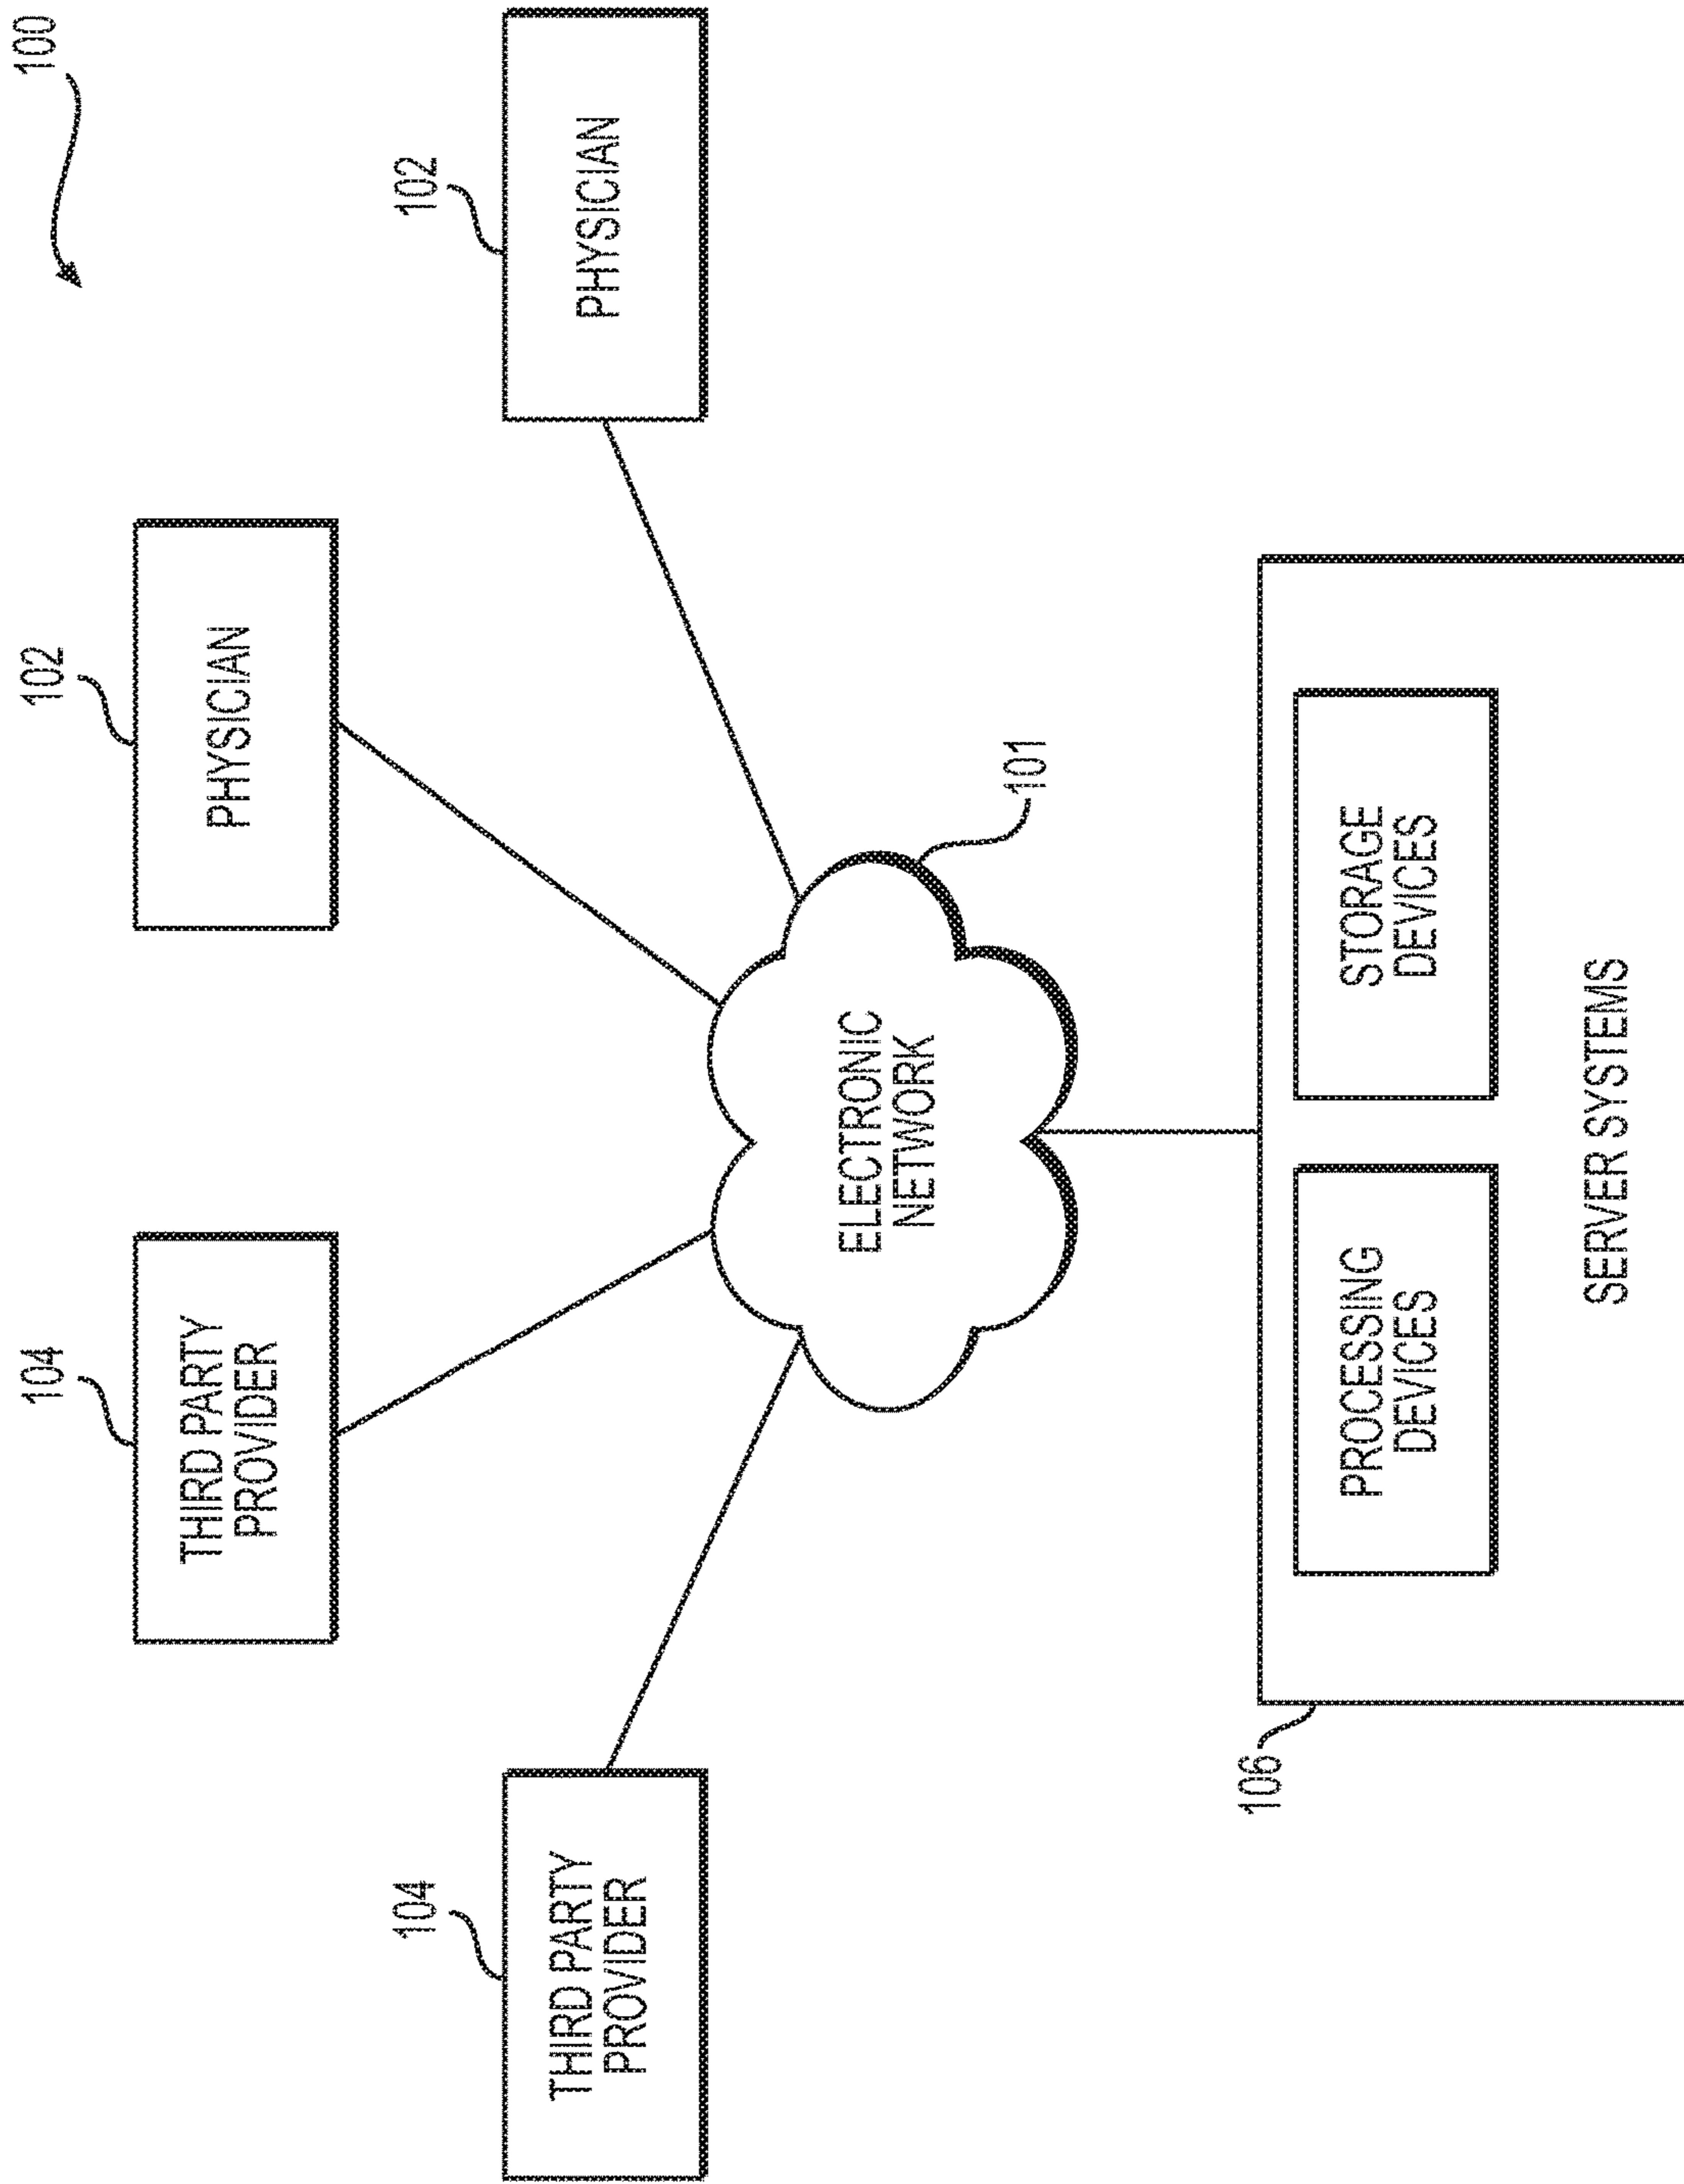 100
102
PHYSICIAN
102
PHYSICIAN
104
THIRD PARTY
PROVIDER
104
THIRD PARTY
PROVIDER
ELECTRONIC
NETWORK
101
106
PROCESSING
DEVICES
STORAGE
DEVICES
SERVER SYSTEMS